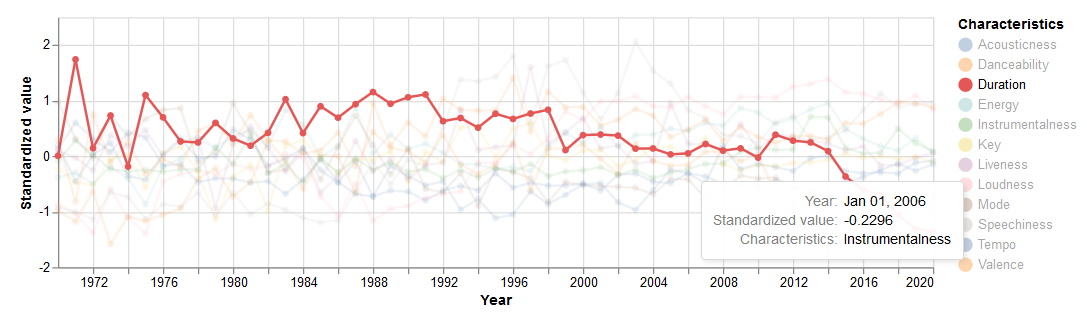 Characteristics
Acousticness
Danceability
Duration
Energy
Instrumentalness
Key
Liveness
Loudness
Mode
Speechiness
Tempo
Valence
Standardized value
2
1
0
-1
-2
Year: Jan 01, 2006
Standardized value: -0.2296
Characteristics: Instrumentalness
1972 1976 1980 1984 1988 1992 1996 2000 2004 2008 2012 2016 2020
Year